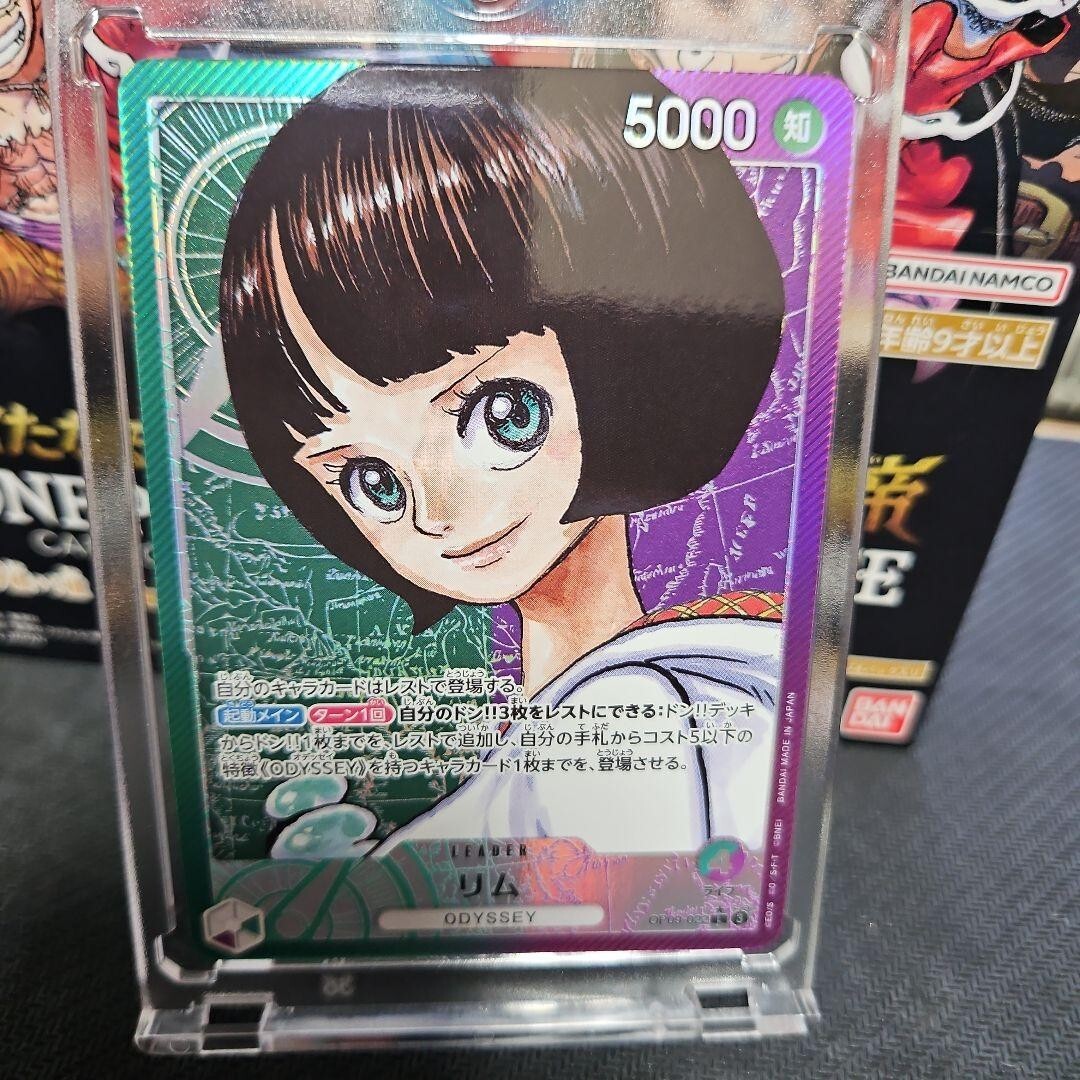 5000 知
BANDAI NAMCO
年齢9才以上
自分のキャラカードはレストで登場する。
起動メイン ターン1回 自分のドン!!3枚をレストにできる:ドン!!デッキ
からドン!!1枚までを、レストで追加し、自分の手札からコスト5以下の
特徴《ODYSSEY》を持つキャラカード1枚までを、登場させる。
BANDAI MADE IN JAPAN
LEADER
リム
4
ライフ
ODYSSEY
BAN
DAI